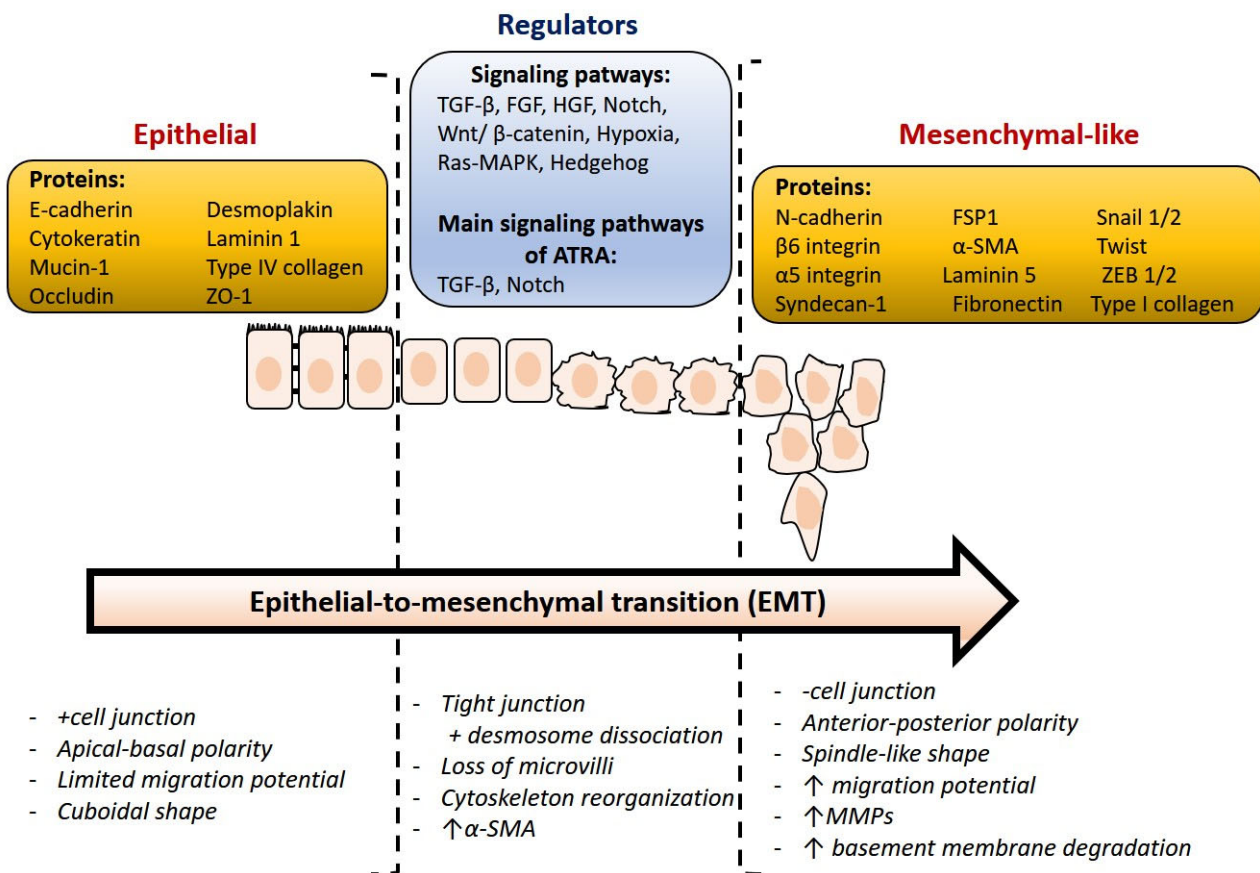 Regulators
Signaling patways:
TGF-β, FGF, HGF, Notch,
Wnt/ β-catenin, Hypoxia,
Ras-MAPK, Hedgehog
Main signaling pathways
of ATRA:
TGF-β, Notch
Epithelial
Proteins:
E-cadherin Desmoplakin
Cytokeratin Laminin 1
Mucin-1 Type IV collagen
Occludin ZO-1
Mesenchymal-like
Proteins:
N-cadherin FSP1 Snail 1/2
β6 integrin α-SMA Twist
α5 integrin Laminin 5 ZEB 1/2
Syndecan-1 Fibronectin Type I collagen
Epithelial-to-mesenchymal transition (EMT)
- +cell junction
- Apical-basal polarity
- Limited migration potential
- Cuboidal shape
- Tight junction
+ desmosome dissociation
- Loss of microvilli
- Cytoskeleton reorganization
- ↑α-SMA
- -cell junction
- Anterior-posterior polarity
- Spindle-like shape
- ↑ migration potential
- ↑MMPs
- ↑ basement membrane degradation